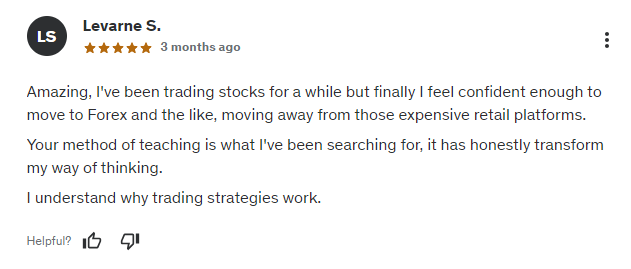 LS
Levarne S.
3 months ago
Amazing, I've been trading stocks for a while but finally I feel confident enough to
move to Forex and the like, moving away from those expensive retail platforms.
Your method of teaching is what I've been searching for, it has honestly transform
my way of thinking.
I understand why trading strategies work.
Helpful?